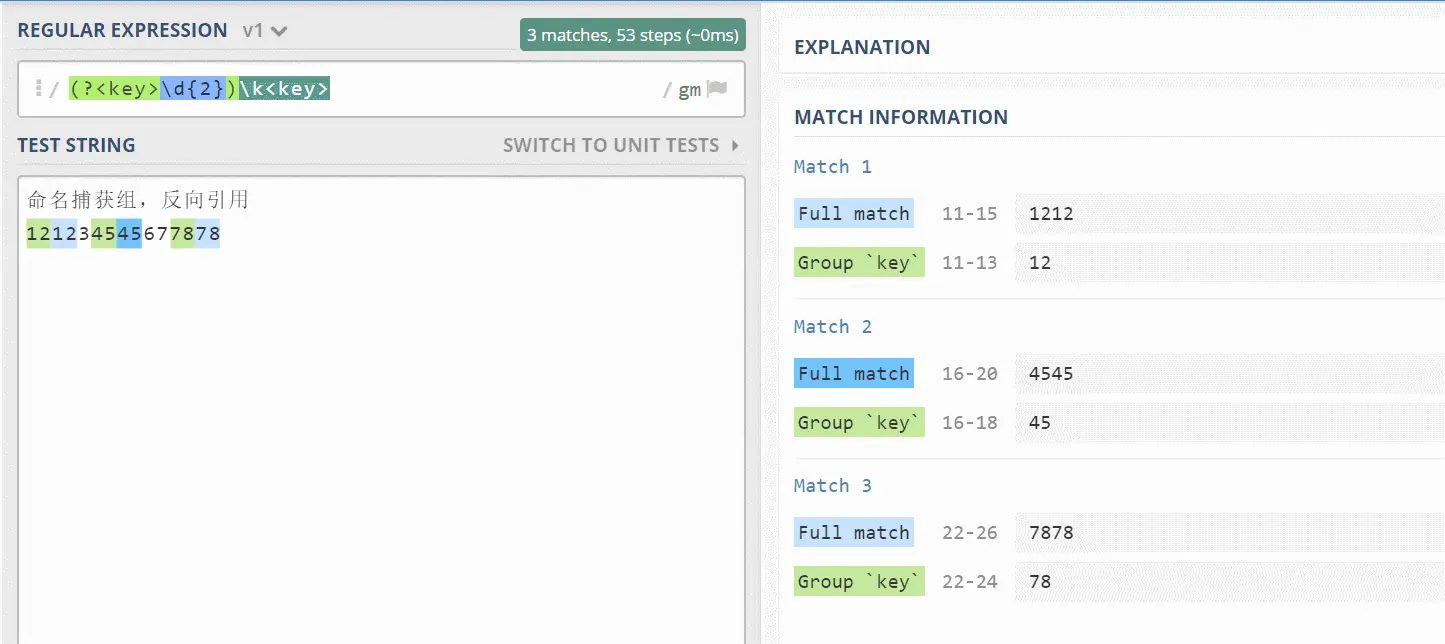 REGULAR EXPRESSION v1
3 matches, 53 steps (~0ms)
/ (?<key>\d{2})\k<key> / gm
TEST STRING
SWITCH TO UNIT TESTS
命名捕获组，反向引用
121234545677878
EXPLANATION
MATCH INFORMATION
Match 1
Full match 11-15 1212
Group `key` 11-13 12
Match 2
Full match 16-20 4545
Group `key` 16-18 45
Match 3
Full match 22-26 7878
Group `key` 22-24 78